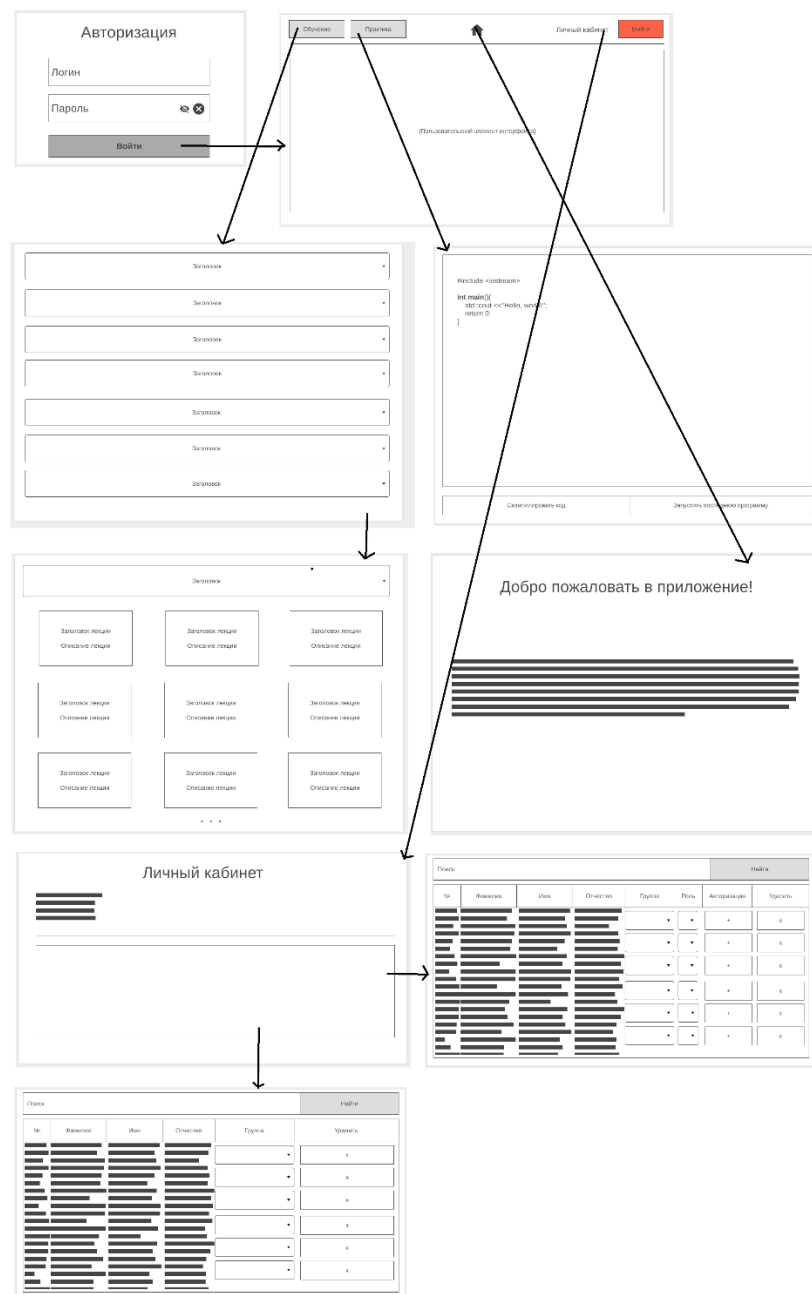 Авторизация
Логин
Пароль
Войти
Обучение
Практика
Личный кабинет
Выйти
[Пользовательский элемент интерфейса]
Заголовок
Заголовок
Заголовок
Заголовок
Заголовок
Заголовок
Заголовок
#include <iostream>
int main(){
std::cout <<"Hello, world!";
return 0;
}
Скомпилировать код
Запустить последнюю программу
Заголовок
Заголовок лекции
Описание лекции
Заголовок лекции
Описание лекции
Заголовок лекции
Описание лекции
Заголовок лекции
Описание лекции
Заголовок лекции
Описание лекции
Заголовок лекции
Описание лекции
Заголовок лекции
Описание лекции
Заголовок лекции
Описание лекции
Заголовок лекции
Описание лекции
. . .
Добро пожаловать в приложение!
Личный кабинет
Поиск
Найти
№ Фамилия Имя Отчество Группа Роль Авторизация Удалить
+ x
+ x
+ x
+ x
+ x
+ x
Поиск
Найти
№ Фамилия Имя Отчество Группа Удалить
x
x
x
x
x
x